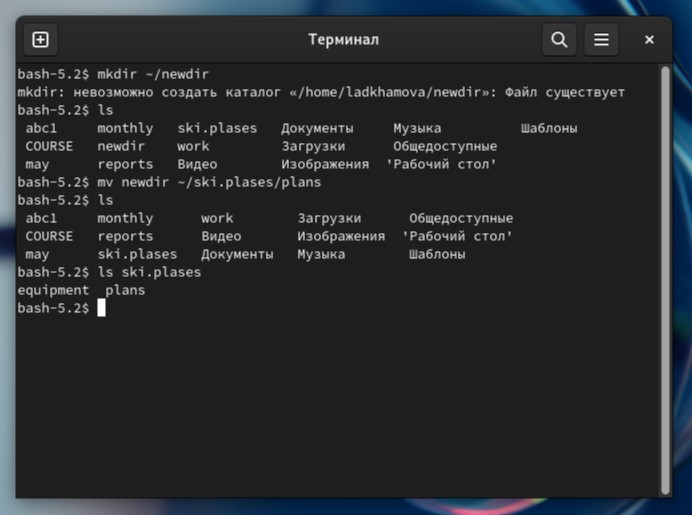 Терминал
bash-5.2$ mkdir ~/newdir
mkdir: невозможно создать каталог «/home/ladkhamova/newdir»: Файл существует
bash-5.2$ ls
abc1 monthly ski.plases Документы Музыка Шаблоны
COURSE newdir work Загрузки Общедоступные
may reports Видео Изображения 'Рабочий стол'
bash-5.2$ mv newdir ~/ski.plases/plans
bash-5.2$ ls
abc1 monthly work Загрузки Общедоступные
COURSE reports Видео Изображения 'Рабочий стол'
may ski.plases Документы Музыка Шаблоны
bash-5.2$ ls ski.plases
equipment plans
bash-5.2$